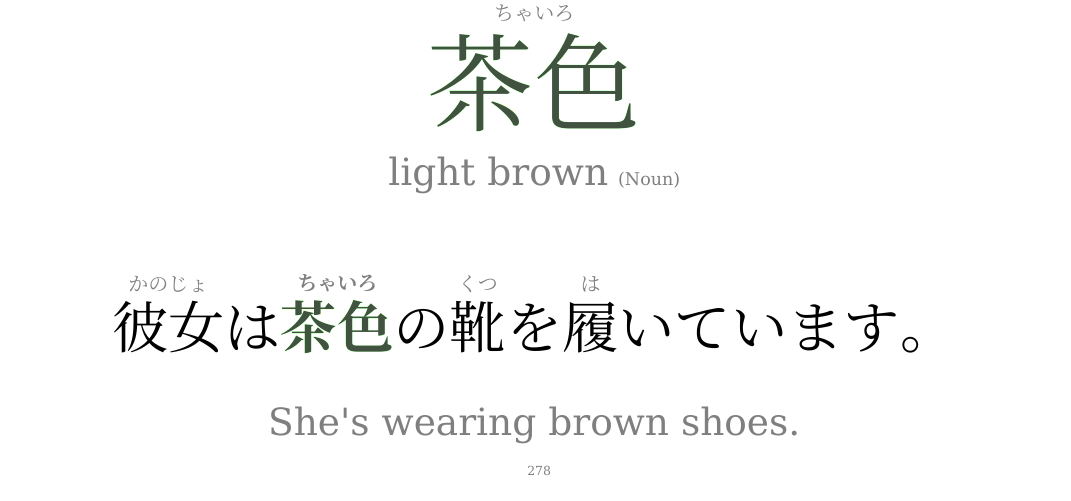 ちゃいろ
茶色
light brown (Noun)
かのじょ ちゃいろ くつ は
彼女は茶色の靴を履いています。
She's wearing brown shoes.
278